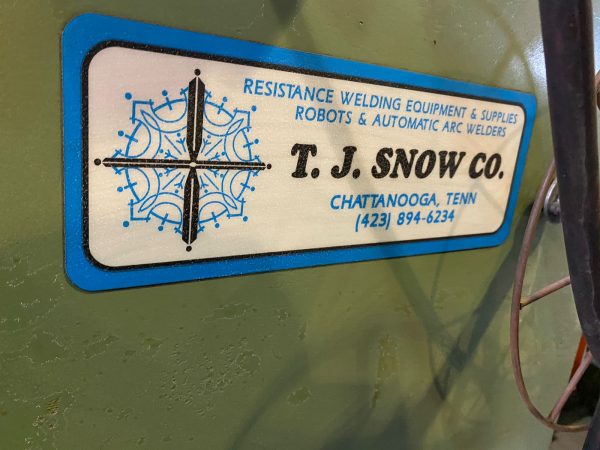 RESISTANCE WELDING EQUIPMENT & SUPPLIES
ROBOTS & AUTOMATIC ARC WELDERS
T. J. SNOW CO.
CHATTANOOGA, TENN
(423) 894-6234